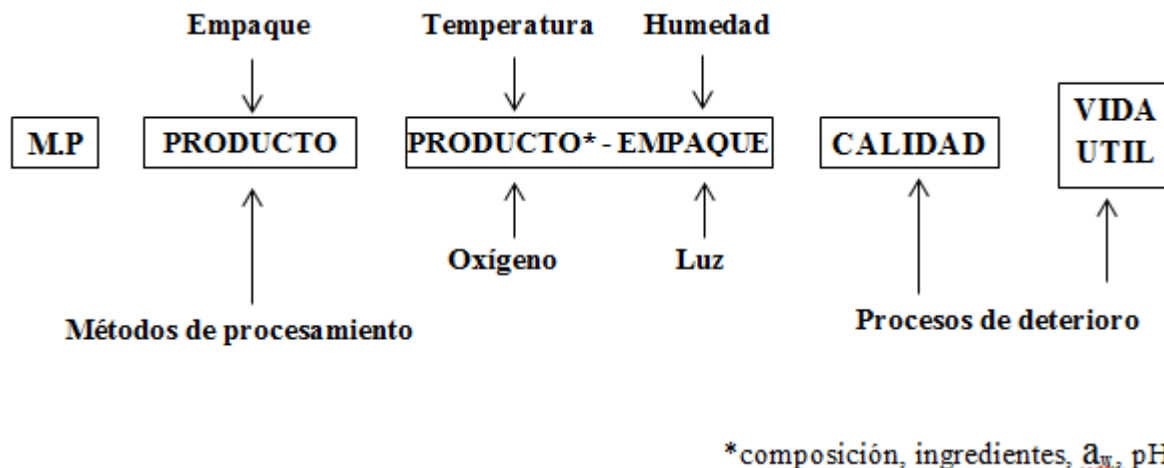 Empaque Temperatura Humedad
M.P PRODUCTO PRODUCTO* - EMPAQUE CALIDAD VIDA UTIL
Oxígeno Luz
Métodos de procesamiento Procesos de deterioro
*composición, ingredientes, aw, pH